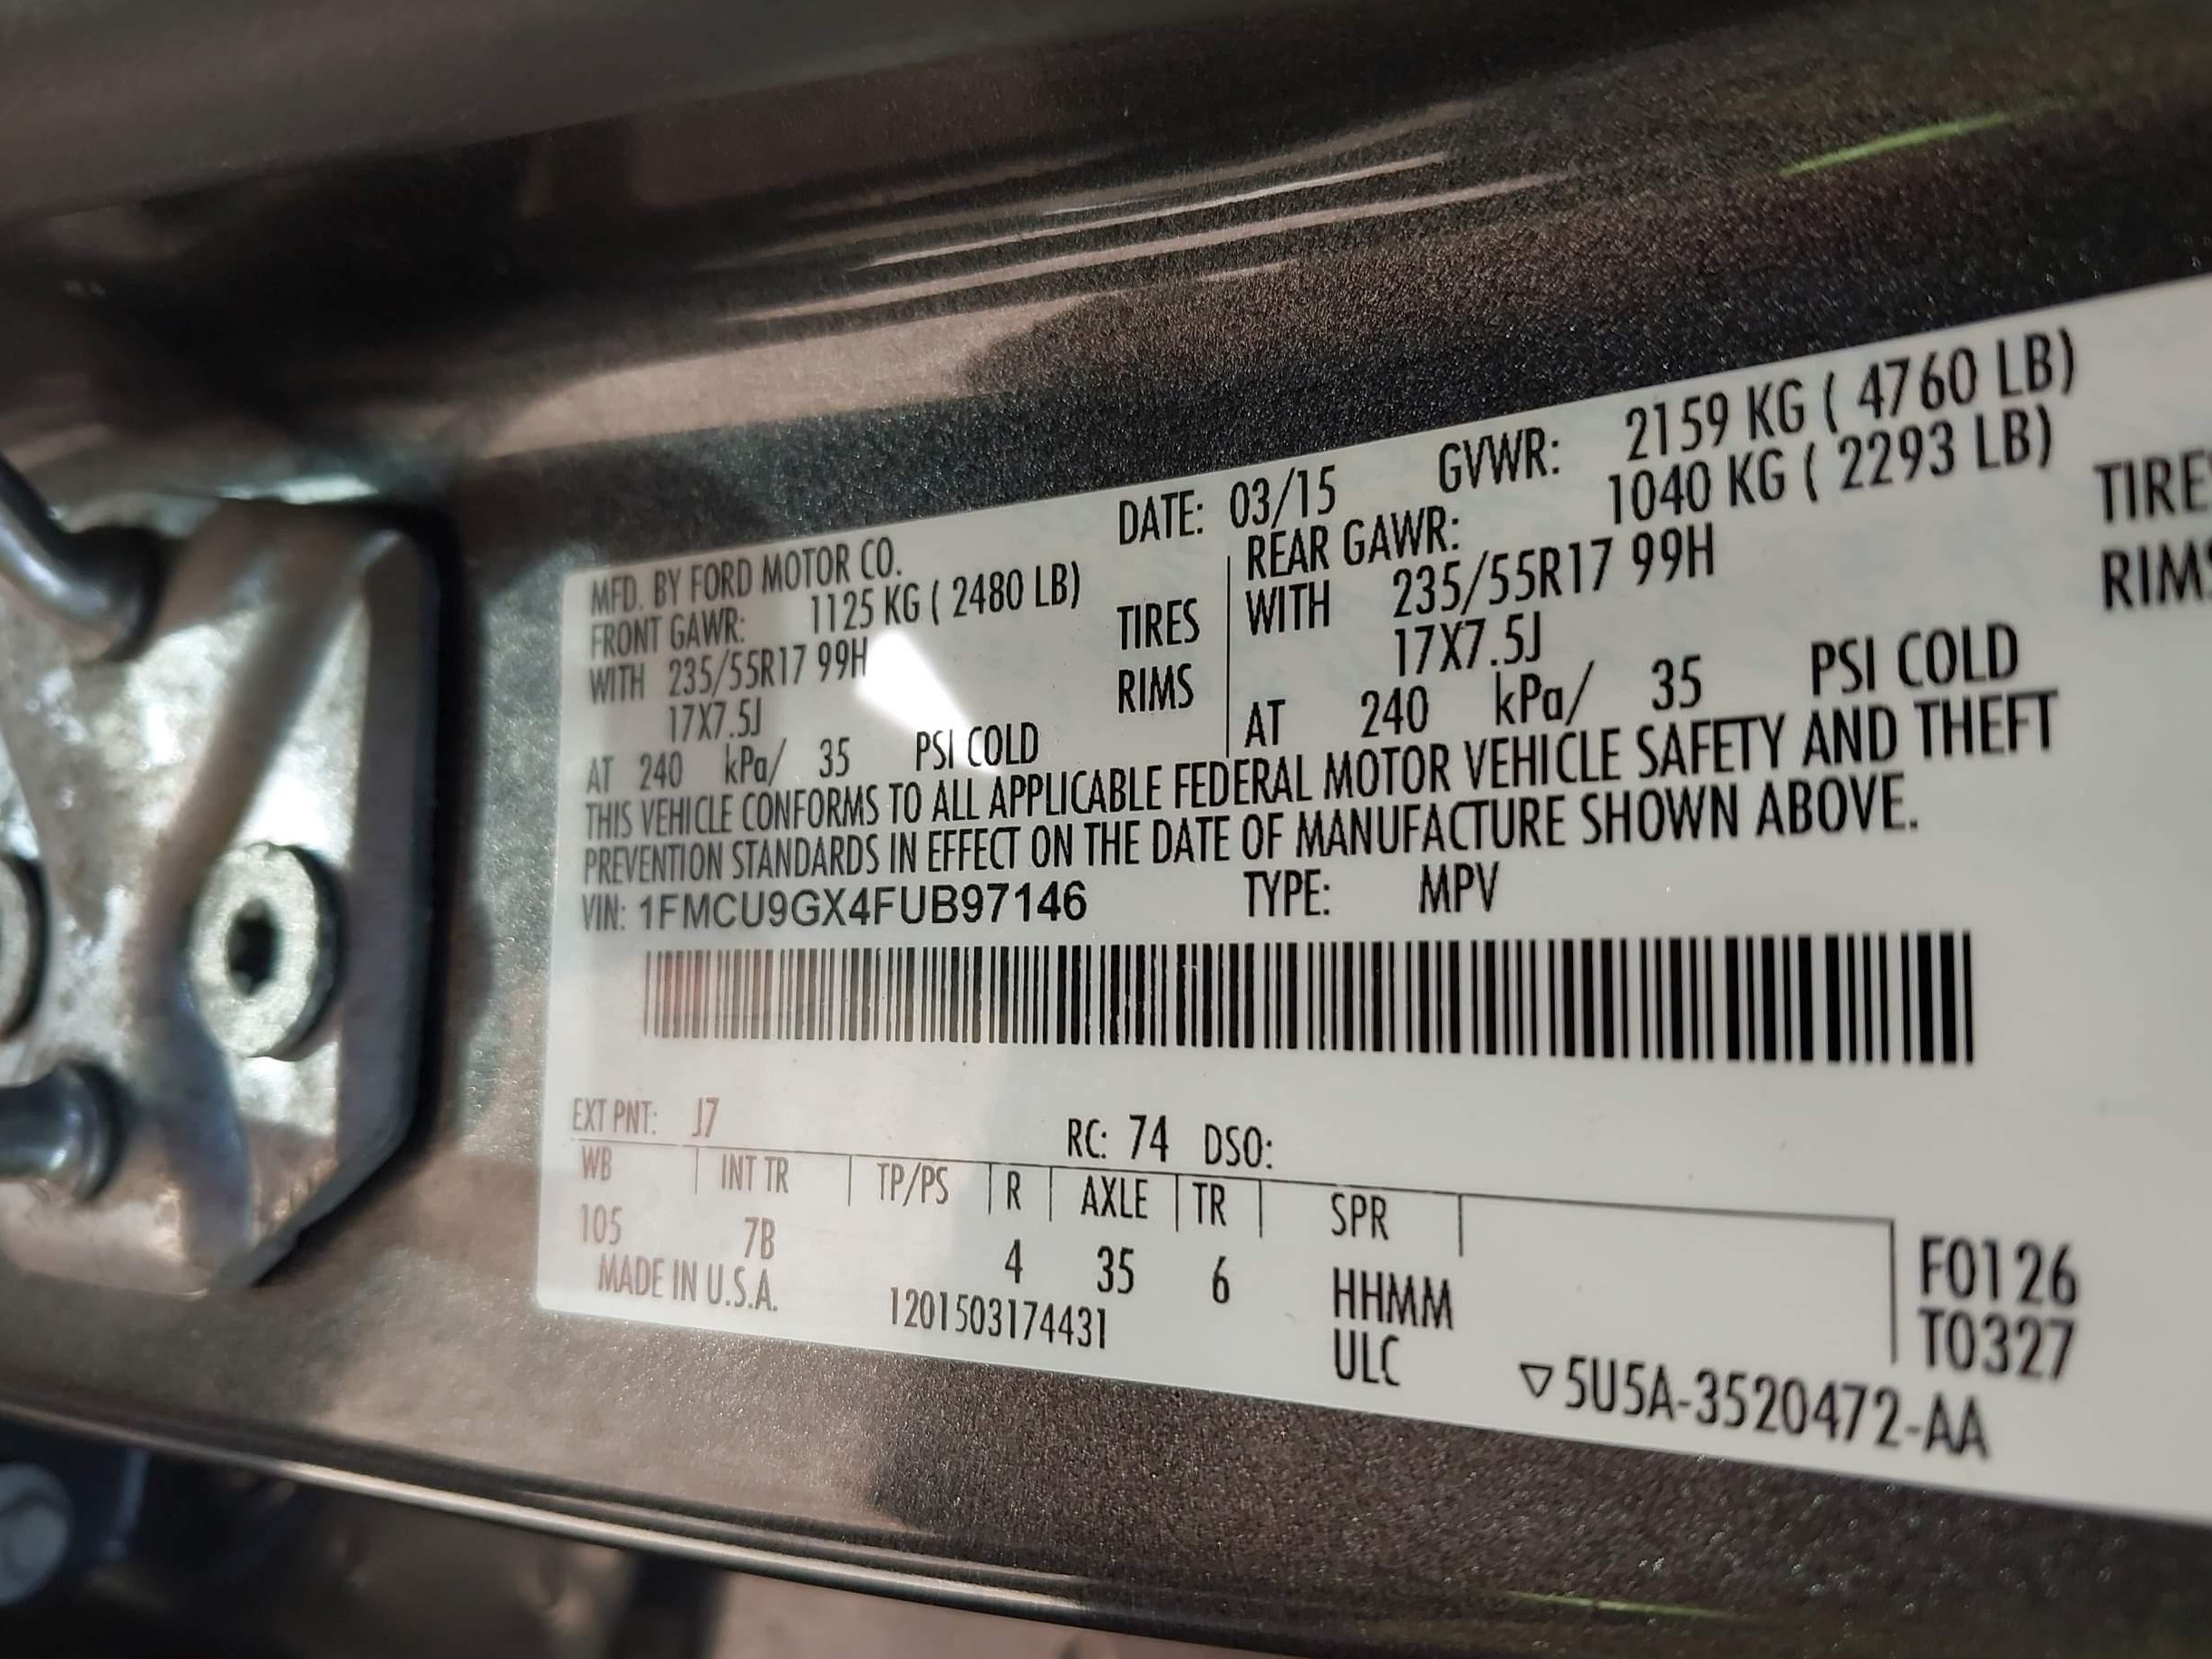 MFD. BY FORD MOTOR CO. DATE: 03/15 GVWR: 2159 KG ( 4760 LB)
FRONT GAWR: 1125 KG ( 2480 LB) REAR GAWR: 1040 KG ( 2293 LB)
WITH 235/55R17 99H TIRES WITH 235/55R17 99H TIRES
17X7.5J RIMS 17X7.5J RIMS
AT 240 kPa/ 35 PSI COLD AT 240 kPa/ 35 PSI COLD
THIS VEHICLE CONFORMS TO ALL APPLICABLE FEDERAL MOTOR VEHICLE SAFETY AND THEFT
PREVENTION STANDARDS IN EFFECT ON THE DATE OF MANUFACTURE SHOWN ABOVE.
VIN: 1FMCU9GX4FUB97146 TYPE: MPV
EXT PNT: J7 RC: 74 DSO:
WB INT TR TP/PS R AXLE TR SPR
105 7B 4 35 6 HHMM F0126
MADE IN U.S.A. 1201503174431 ULC T0327
▽5U5A-3520472-AA